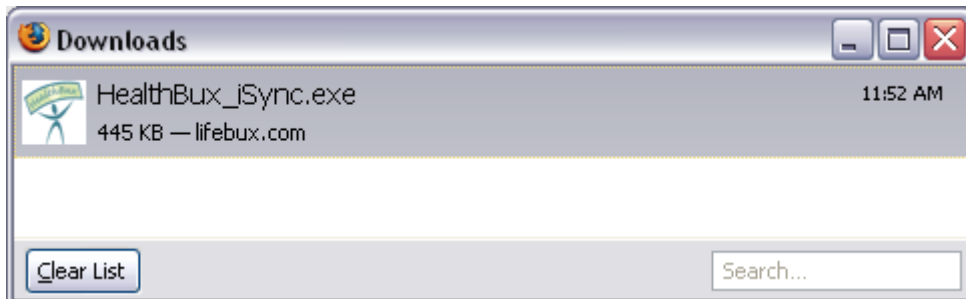 Downloads
HealthBux_iSync.exe
11:52 AM
445 KB — lifebux.com
Clear List
Search...